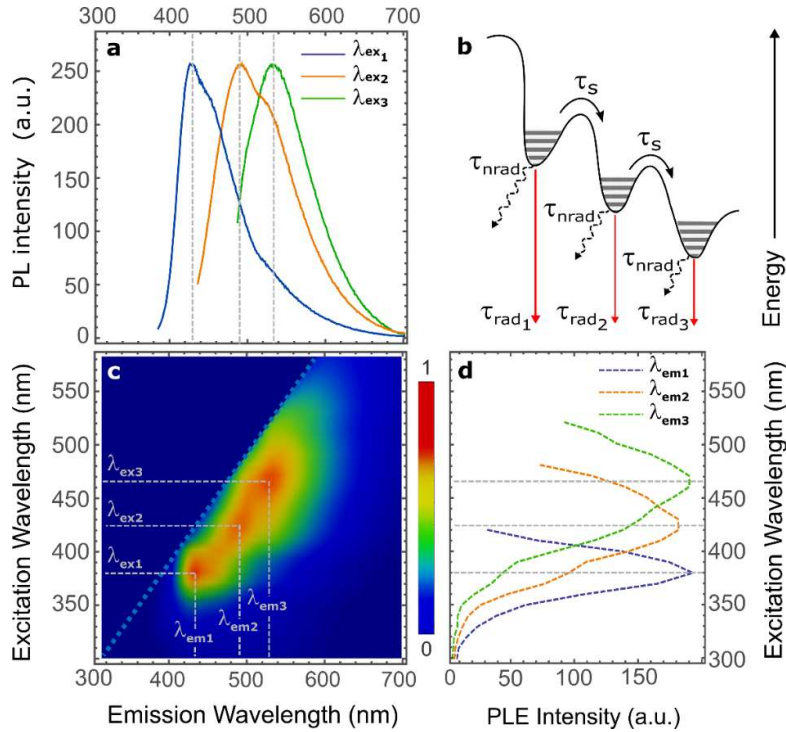 300 400 500 600 700
a
λex1
λex2
λex3
PL intensity (a.u.)
250
200
150
100
50
0
b
τs
τs
τnrad
τnrad
τnrad
τrad1
τrad2
τrad3
Energy
c
Excitation Wavelength (nm)
550
500
450
400
350
300
λex3
λex2
λex1
λem1
λem2
λem3
1
0
300 400 500 600 700
Emission Wavelength (nm)
d
λem1
λem2
λem3
Excitation Wavelength (nm)
700
600
500
400
300
0 50 100 150
PLE Intensity (a.u.)